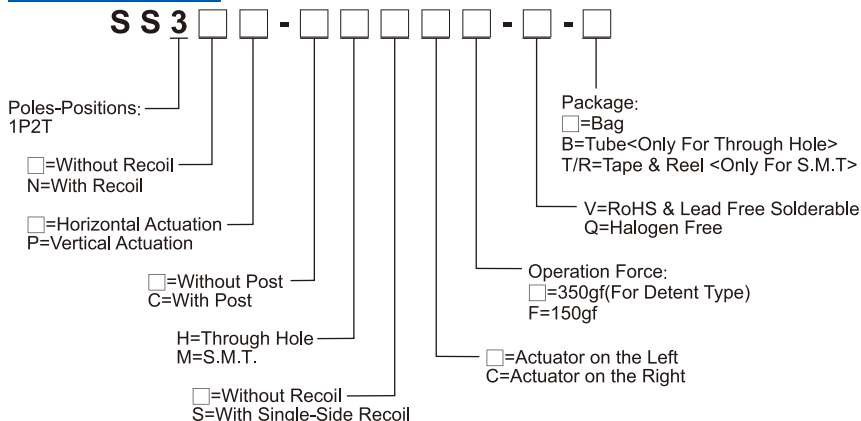 SS3□□-□□□□□-□-□
Poles-Positions:
1P2T
□=Without Recoil
N=With Recoil
□=Horizontal Actuation
P=Vertical Actuation
□=Without Post
C=With Post
H=Through Hole
M=S.M.T.
□=Without Recoil
S=With Single-Side Recoil
□=Actuator on the Left
C=Actuator on the Right
Operation Force:
□=350gf(For Detent Type)
F=150gf
V=RoHS & Lead Free Solderable
Q=Halogen Free
Package:
□=Bag
B=Tube<Only For Through Hole>
T/R=Tape & Reel <Only For S.M.T>